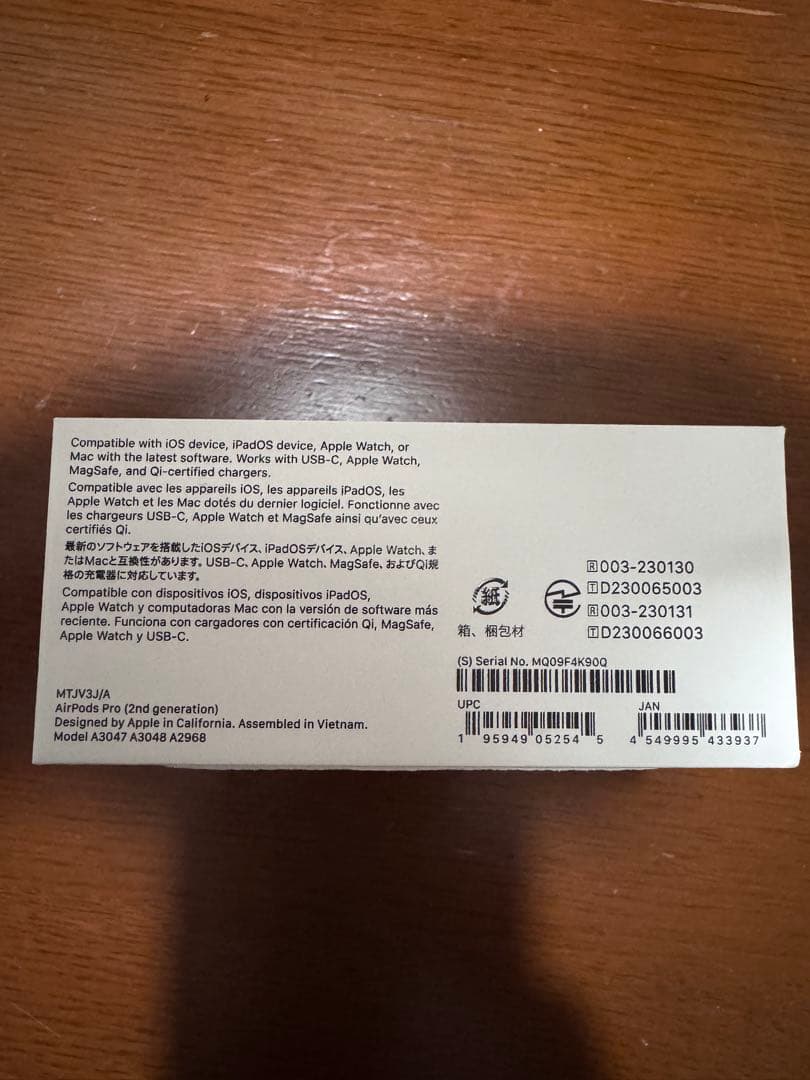 Compatible with iOS device, iPadOS device, Apple Watch, or
Mac with the latest software. Works with USB-C, Apple Watch,
MagSafe, and Qi-certified chargers.
Compatible avec les appareils iOS, les appareils iPadOS, les
Apple Watch et les Mac dotés du dernier logiciel. Fonctionne avec
les chargeurs USB-C, Apple Watch et MagSafe ainsi qu'avec ceux
certifiés Qi.
最新のソフトウェアを搭載したiOSデバイス、iPadOSデバイス、Apple Watch、ま
たはMacと互換性があります。USB-C、Apple Watch、MagSafe、およびQi規
格の充電器に対応しています。
Compatible con dispositivos iOS, dispositivos iPadOS,
Apple Watch y computadoras Mac con la versión de software más
reciente. Funciona con cargadores con certificación Qi, MagSafe,
Apple Watch y USB-C.
MTJV3J/A
AirPods Pro (2nd generation)
Designed by Apple in California. Assembled in Vietnam.
Model A3047 A3048 A2968
紙
箱、梱包材
R 003-230130
T D230065003
R 003-230131
T D230066003
(S) Serial No. MQ09F4K90Q
UPC
1 95949 05254 5
JAN
4 549995 433937